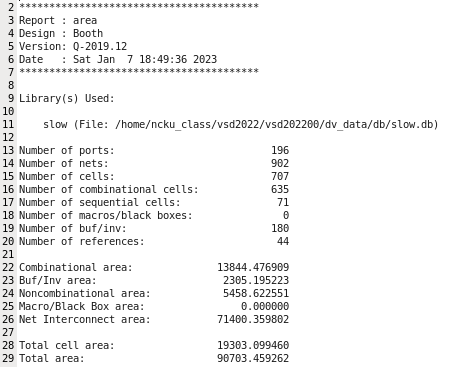 2 ****************************************
3 Report : area
4 Design : Booth
5 Version: Q-2019.12
6 Date   : Sat Jan  7 18:49:36 2023
7 ****************************************
8
9 Library(s) Used:
10
11     slow (File: /home/ncku_class/vsd2022/vsd202200/dv_data/db/slow.db)
12
13 Number of ports:                          196
14 Number of nets:                           902
15 Number of cells:                          707
16 Number of combinational cells:            635
17 Number of sequential cells:                71
18 Number of macros/black boxes:               0
19 Number of buf/inv:                        180
20 Number of references:                      44
21
22 Combinational area:              13844.476909
23 Buf/Inv area:                     2305.195223
24 Noncombinational area:            5458.622551
25 Macro/Black Box area:                0.000000
26 Net Interconnect area:           71400.359802
27
28 Total cell area:                 19303.099460
29 Total area:                      90703.459262